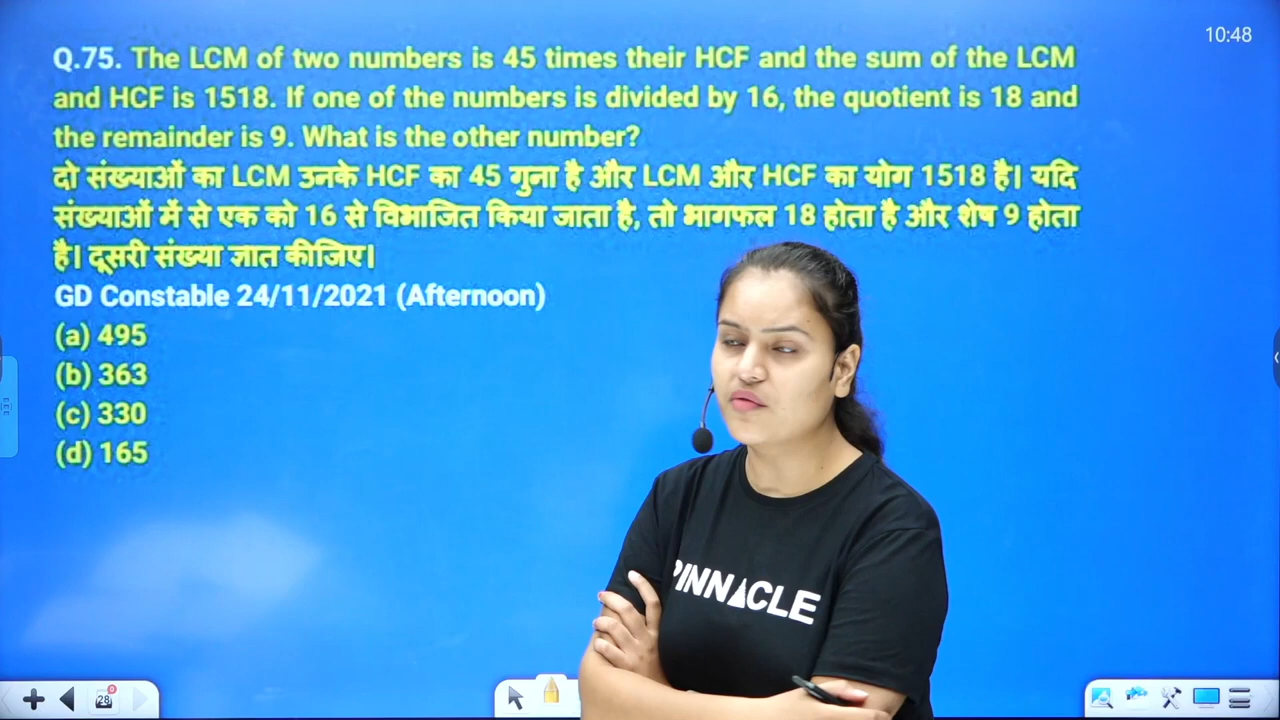 10:48
Q.75. The LCM of two numbers is 45 times their HCF and the sum of the LCM
and HCF is 1518. If one of the numbers is divided by 16, the quotient is 18 and
the remainder is 9. What is the other number?
दो संख्याओं का LCM उनके HCF का 45 गुना है और LCM और HCF का योग 1518 है। यदि
संख्याओं में से एक को 16 से विभाजित किया जाता है, तो भागफल 18 होता है और शेष 9 होता
है। दूसरी संख्या ज्ञात कीजिए।
GD Constable 24/11/2021 (Afternoon)
(a) 495
(b) 363
(c) 330
(d) 165
PINNACLE
28